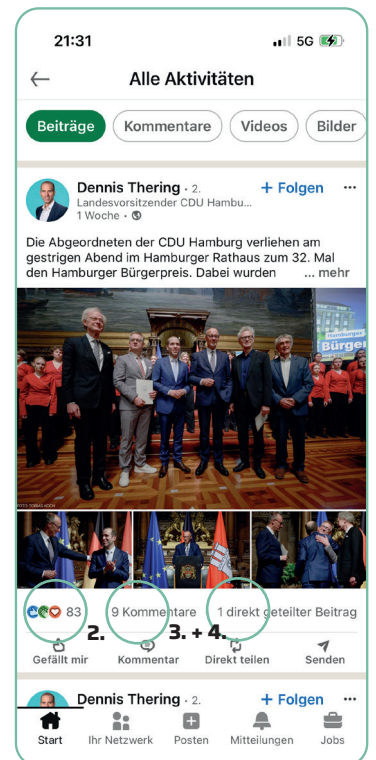 21:31 5G
Alle Aktivitäten
Beiträge Kommentare Videos Bilder
Dennis Thering · 2. + Folgen ...
Landesvorsitzender CDU Hambu...
1 Woche ·
Die Abgeordneten der CDU Hamburg verliehen am
gestrigen Abend im Hamburger Rathaus zum 32. Mal
den Hamburger Bürgerpreis. Dabei wurden ... mehr
Hamburger
Bürge
83 9 Kommentare 1 direkt geteilter Beitrag
2. 3. + 4.
Gefällt mir Kommentar Direkt teilen Senden
Dennis Thering · 2. + Folgen ...
Start Ihr Netzwerk Posten Mitteilungen Jobs